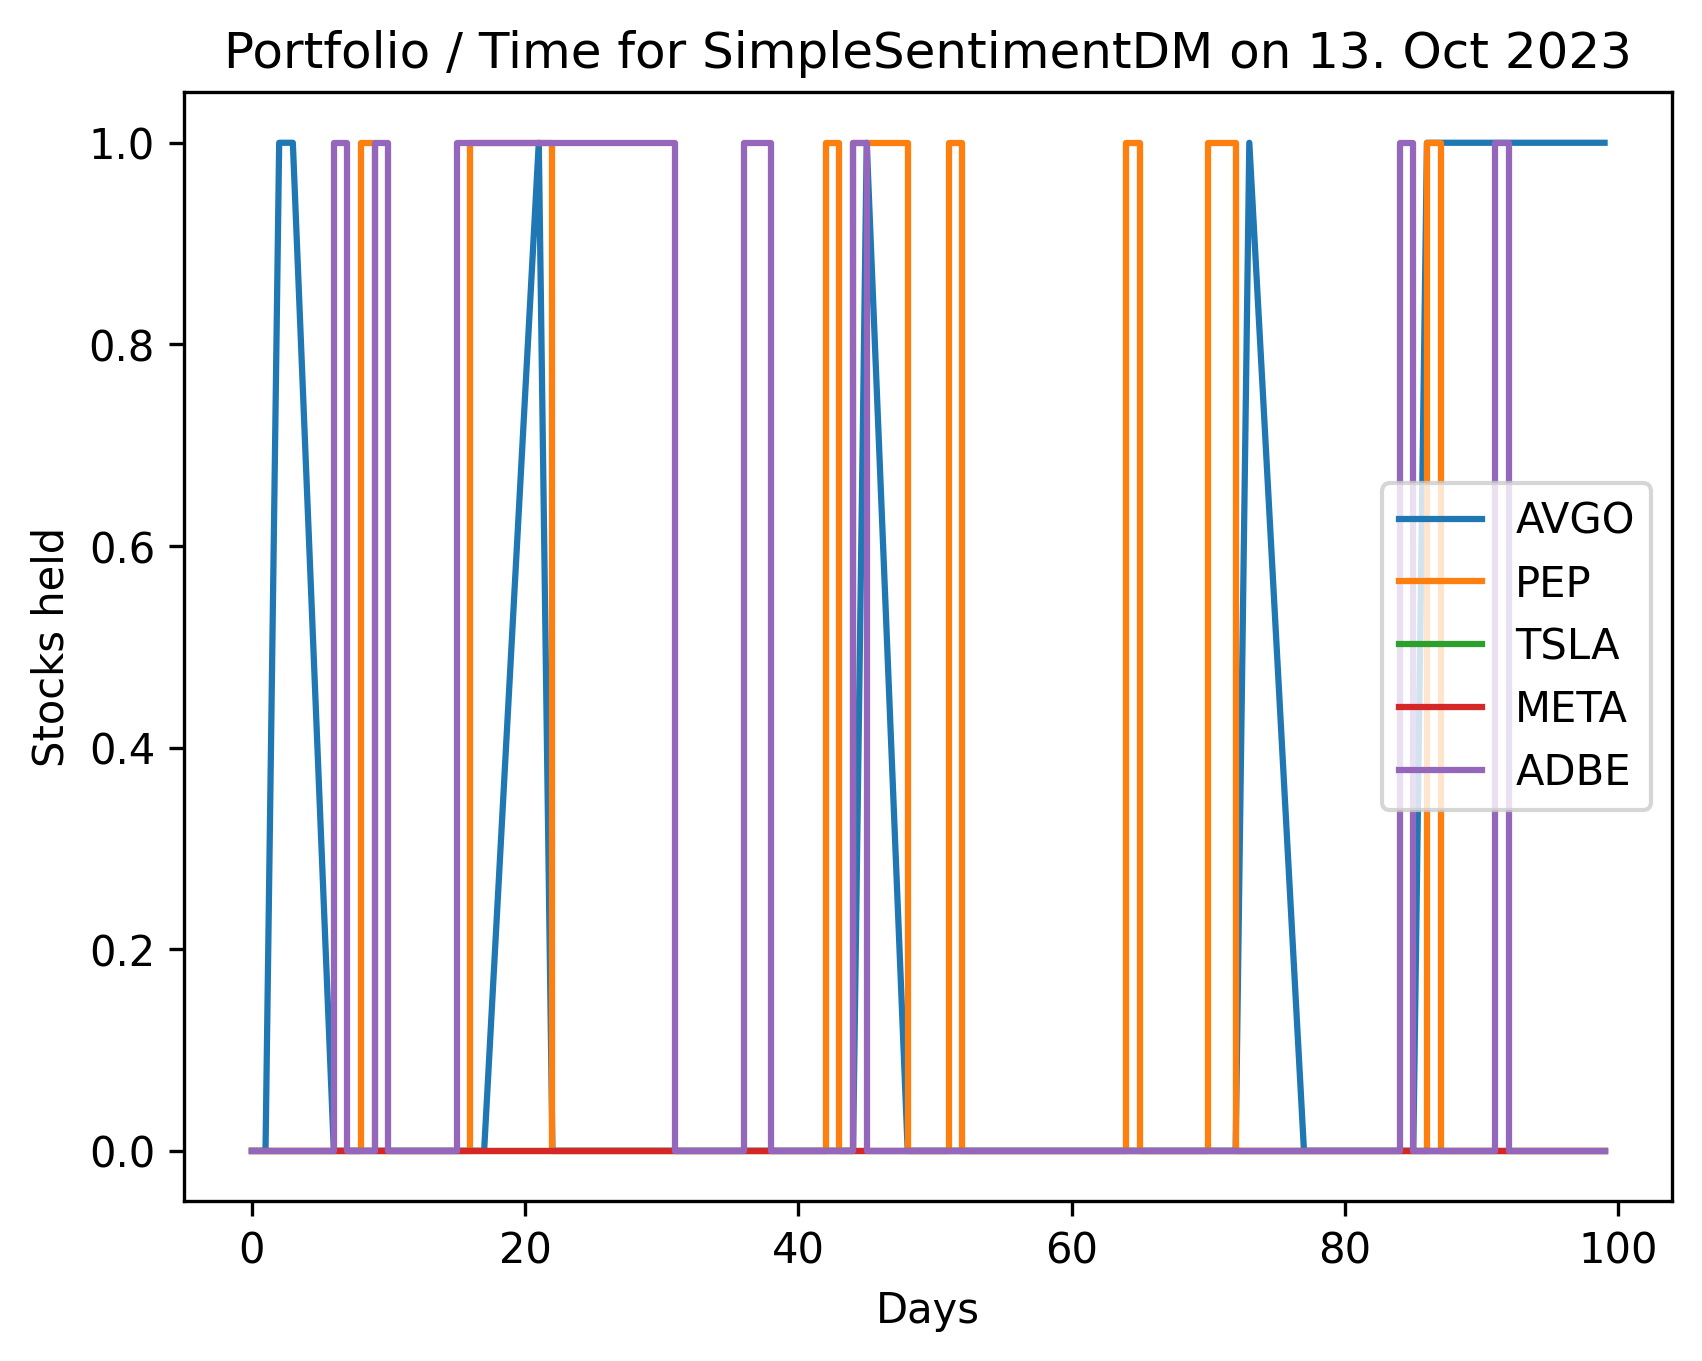 Portfolio / Time for SimpleSentimentDM on 13. Oct 2023
1.0
0.8
0.6
0.4
0.2
0.0
Stocks held
AVGO
PEP
TSLA
META
ADBE
0 20 40 60 80 100
Days